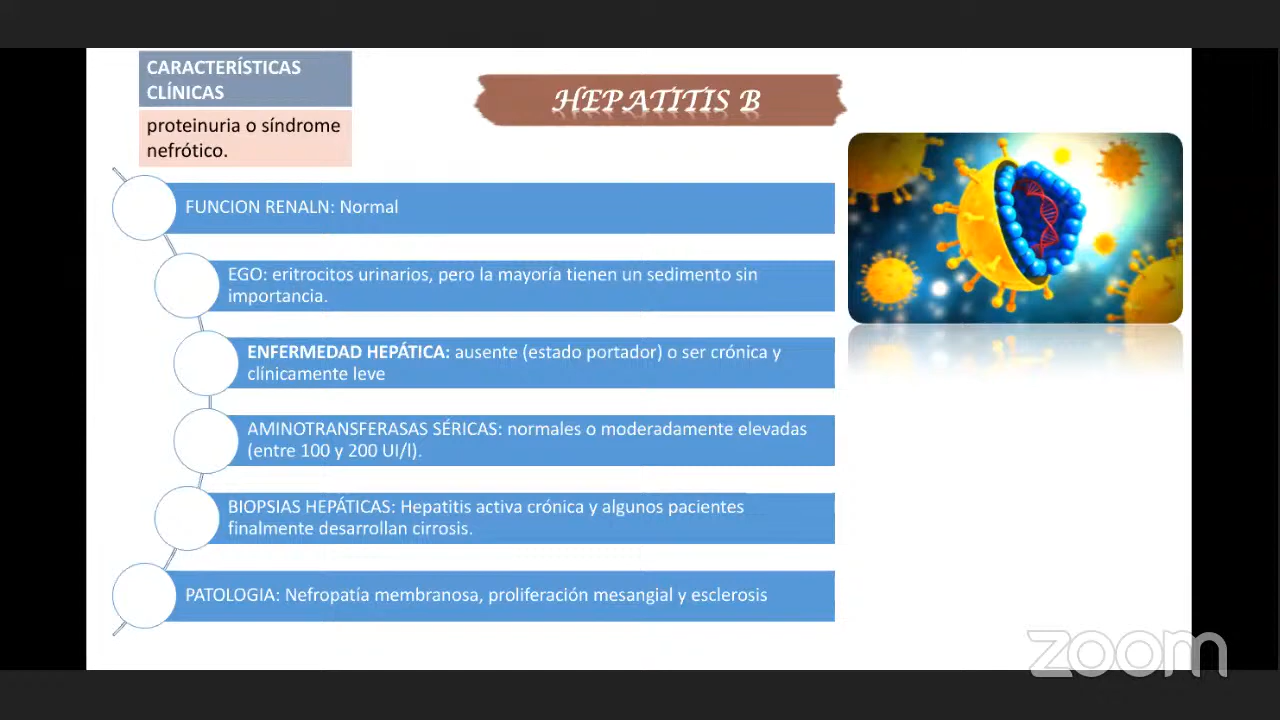 CARACTERÍSTICAS
CLÍNICAS
proteinuria o síndrome
nefrótico.
HEPATITIS B
FUNCION RENALN: Normal
EGO: eritrocitos urinarios, pero la mayoría tienen un sedimento sin
importancia.
ENFERMEDAD HEPÁTICA: ausente (estado portador) o ser crónica y
clínicamente leve
AMINOTRANSFERASAS SÉRICAS: normales o moderadamente elevadas
(entre 100 y 200 UI/l).
BIOPSIAS HEPÁTICAS: Hepatitis activa crónica y algunos pacientes
finalmente desarrollan cirrosis.
PATOLOGIA: Nefropatía membranosa, proliferación mesangial y esclerosis
zoom